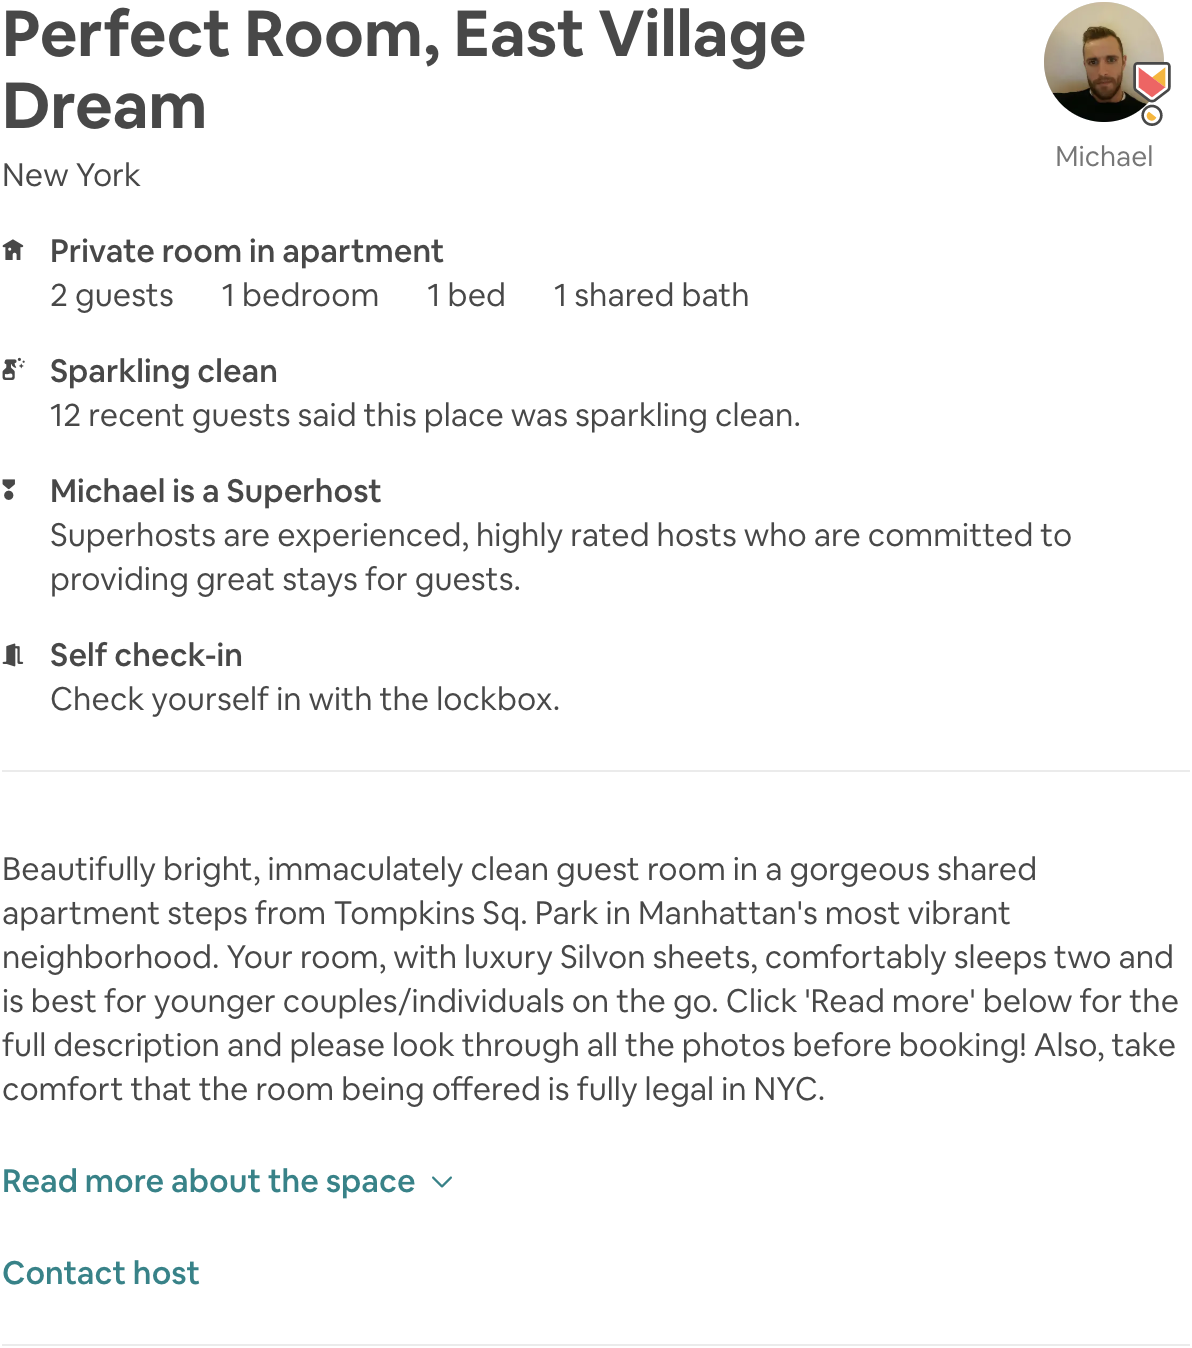 Perfect Room, East Village
Dream
New York
Michael
Private room in apartment
2 guests 1 bedroom 1 bed 1 shared bath
Sparkling clean
12 recent guests said this place was sparkling clean.
Michael is a Superhost
Superhosts are experienced, highly rated hosts who are committed to
providing great stays for guests.
Self check-in
Check yourself in with the lockbox.
Beautifully bright, immaculately clean guest room in a gorgeous shared
apartment steps from Tompkins Sq. Park in Manhattan's most vibrant
neighborhood. Your room, with luxury Silvon sheets, comfortably sleeps two and
is best for younger couples/individuals on the go. Click 'Read more' below for the
full description and please look through all the photos before booking! Also, take
comfort that the room being offered is fully legal in NYC.
Read more about the space
Contact host